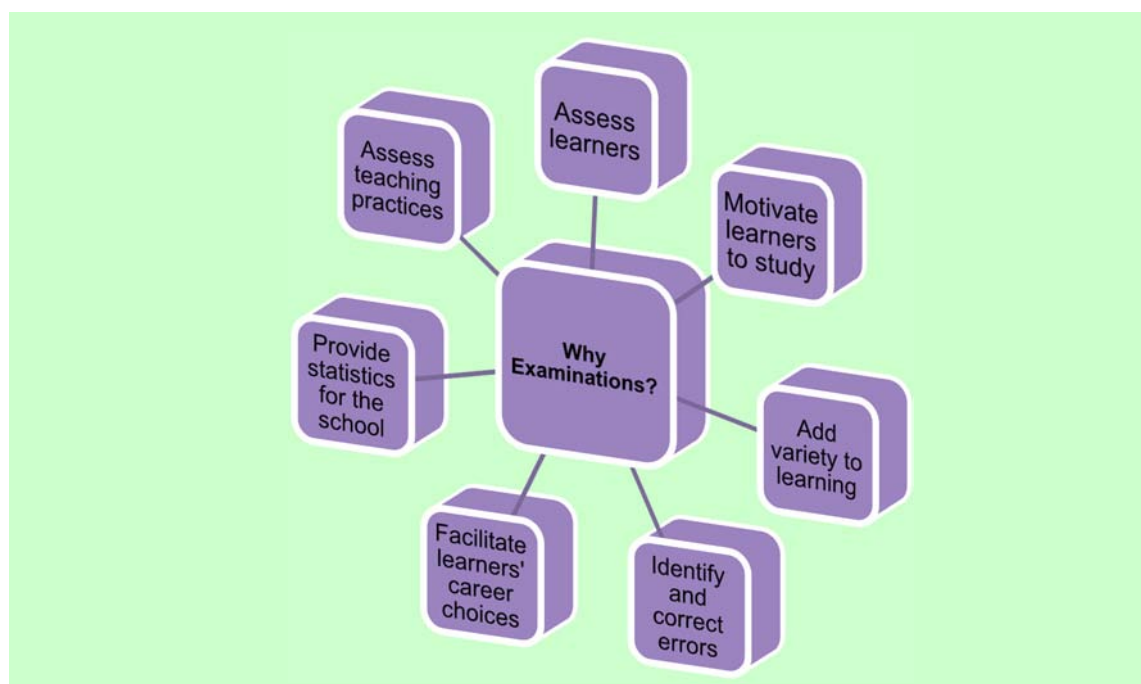 Why
Examinations?
Assess
learners
Motivate
learners
to study
Add
variety to
learning
Identify
and
correct
errors
Facilitate
learners'
career
choices
Provide
statistics
for the
school
Assess
teaching
practices